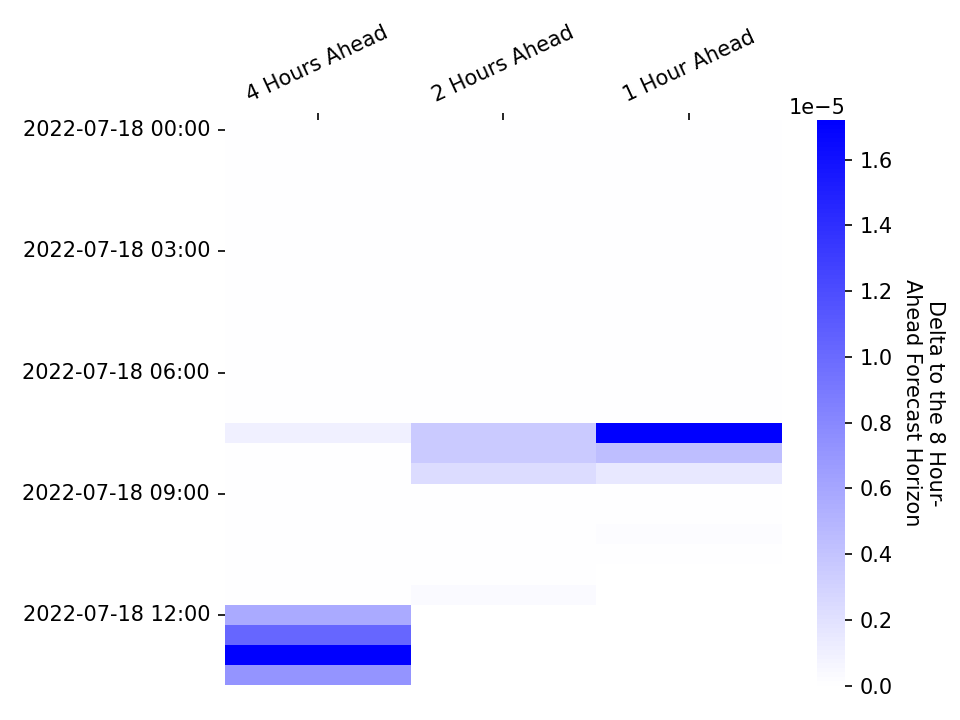 4 Hours Ahead
2 Hours Ahead
1 Hour Ahead
2022-07-18 00:00
2022-07-18 03:00
2022-07-18 06:00
2022-07-18 09:00
2022-07-18 12:00
1e−5
1.6
1.4
1.2
1.0
0.8
0.6
0.4
0.2
0.0
Delta to the 8 Hour-
Ahead Forecast Horizon